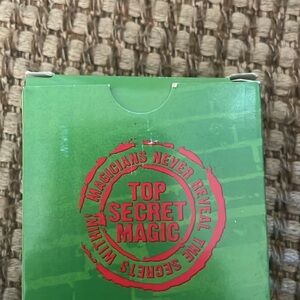 MAGICIANS NEVER REVEAL THE SECRETS WITHIN!
TOP
SECRET
MAGIC